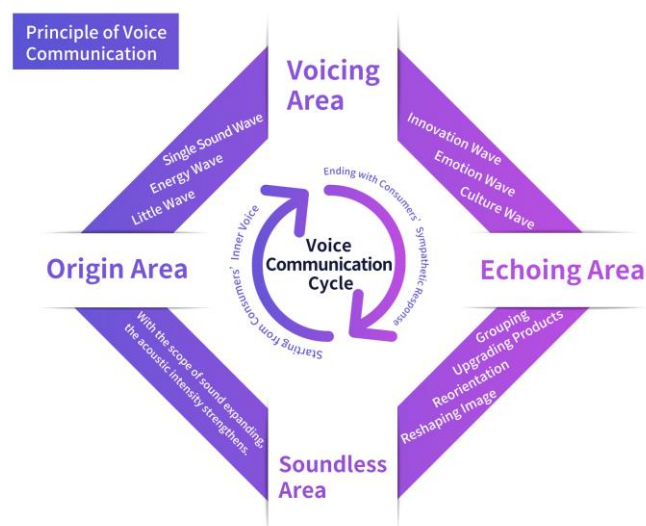 Principle of Voice
Communication
Voicing
Area
Single Sound Wave
Energy Wave
Little Wave
Innovation Wave
Emotion Wave
Culture Wave
Origin Area
Starting from Consumers' Inner Voice
Ending with Consumers' Sympathetic Response
Voice
Communication
Cycle
Echoing Area
With the scope of sound expanding,
the acoustic intensity strengthens.
Grouping
Upgrading Products
Reorientation
Reshaping Image
Soundless
Area